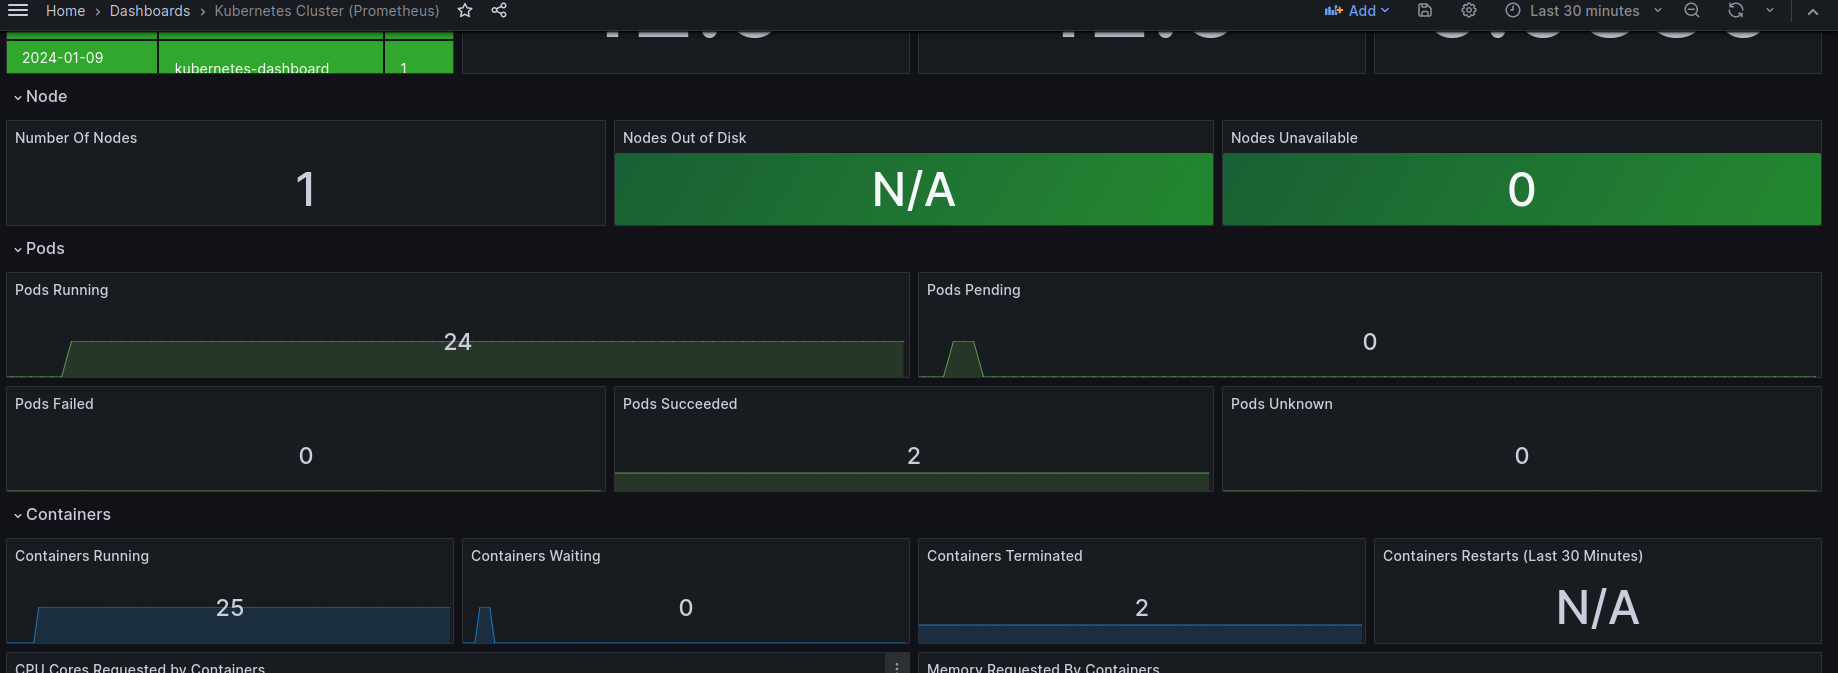 Home › Dashboards › Kubernetes Cluster (Prometheus)
Add
Last 30 minutes
2024-01-09 kubernetes-dashboard 1
Node
Number Of Nodes
1
Nodes Out of Disk
N/A
Nodes Unavailable
0
Pods
Pods Running
24
Pods Pending
0
Pods Failed
0
Pods Succeeded
2
Pods Unknown
0
Containers
Containers Running
25
Containers Waiting
0
Containers Terminated
2
Containers Restarts (Last 30 Minutes)
N/A
CPU Cores Requested by Containers
Memory Requested By Containers